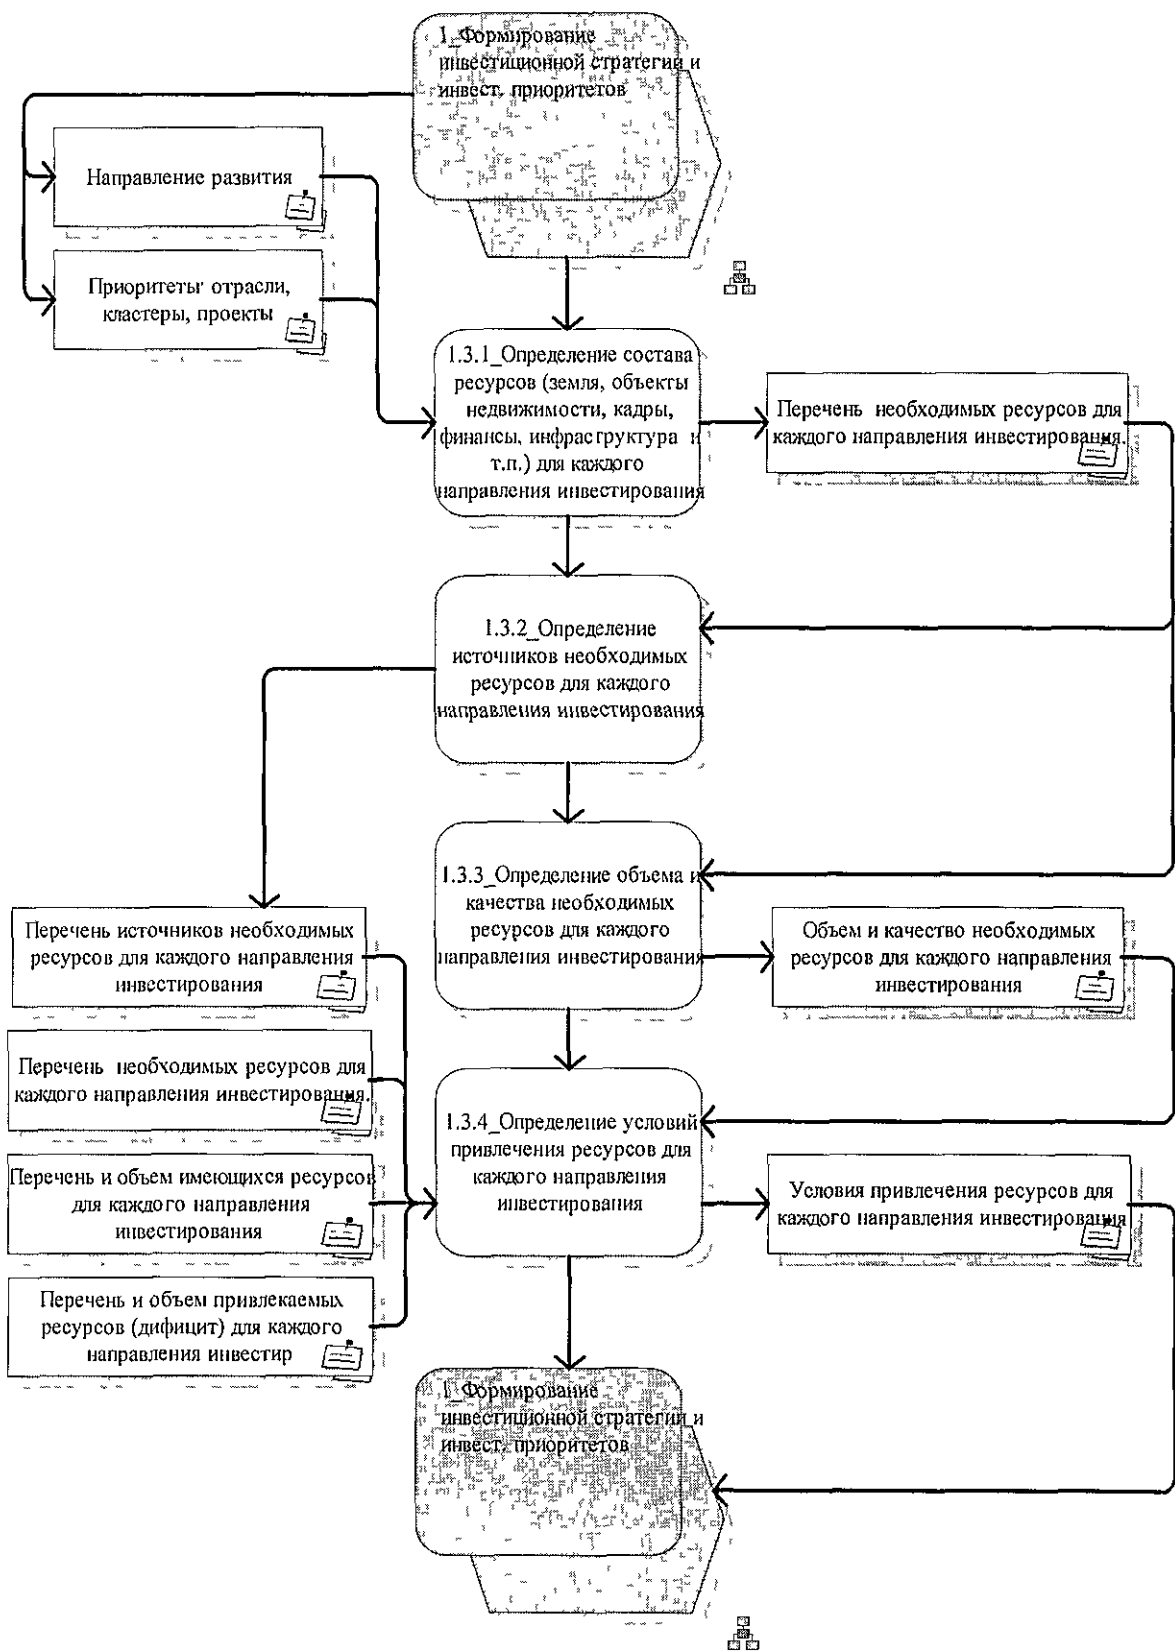 1_Формирование
инвестиционной стратегии и
инвест. приоритетов
Направление развития
Приоритеты: отрасли,
кластеры, проекты
1.3.1_Определение состава
ресурсов (земля, объекты
недвижимости, кадры,
финансы, инфраструктура и
т.п.) для каждого
направления инвестирования
Перечень необходимых ресурсов для
каждого направления инвестирования.
1.3.2_Определение
источников необходимых
ресурсов для каждого
направления инвестирования
1.3.3_Определение объема и
качества необходимых
ресурсов для каждого
направления инвестирования
Перечень источников необходимых
ресурсов для каждого направления
инвестирования
Объем и качество необходимых
ресурсов для каждого направления
инвестирования
Перечень необходимых ресурсов для
каждого направления инвестирования.
1.3.4_Определение условий
привлечения ресурсов для
каждого направления
инвестирования
Перечень и объем имеющихся ресурсов
для каждого направления
инвестирования
Условия привлечения ресурсов для
каждого направления инвестирования
Перечень и объем привлекаемых
ресурсов (дифицит) для каждого
направления инвестир
1_Формирование
инвестиционной стратегии и
инвест. приоритетов